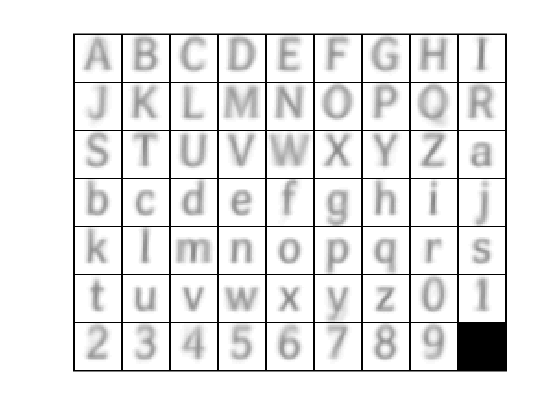 A B C D E F G H I
J K L M N O P Q R
S T U V W X Y Z a
b c d e f g h i j
k l m n o p q r s
t u v w x y z 0 1
2 3 4 5 6 7 8 9